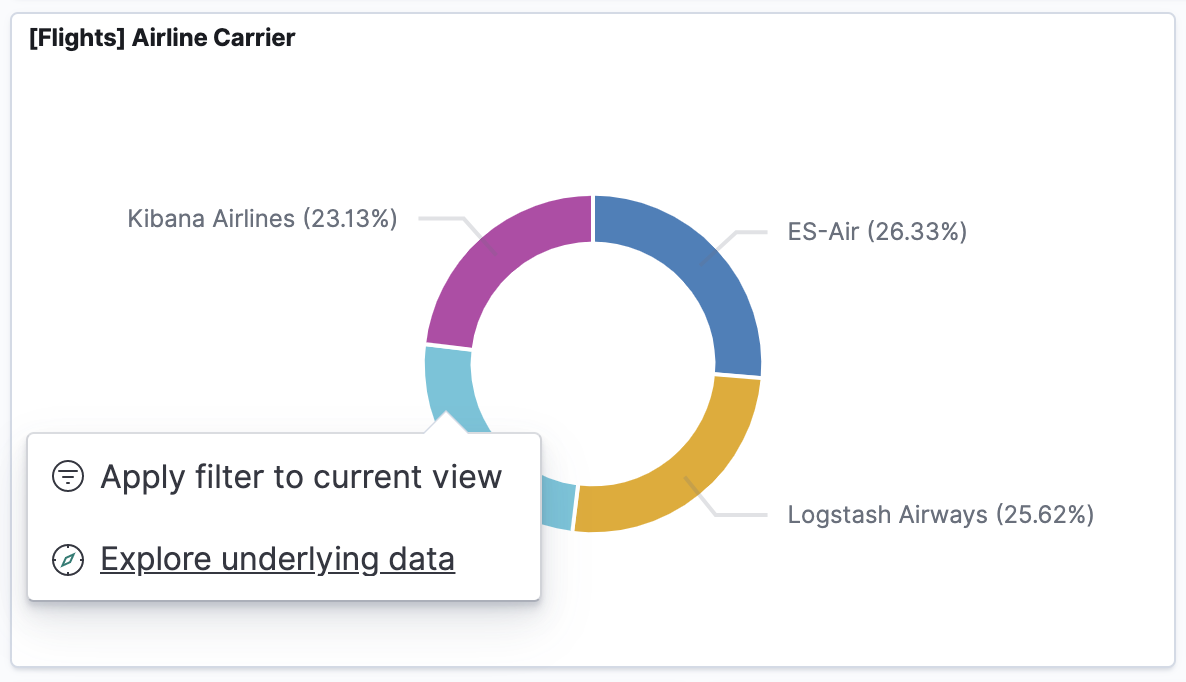 [Flights] Airline Carrier
Kibana Airlines (23.13%)
ES-Air (26.33%)
Apply filter to current view
Logstash Airways (25.62%)
Explore underlying data